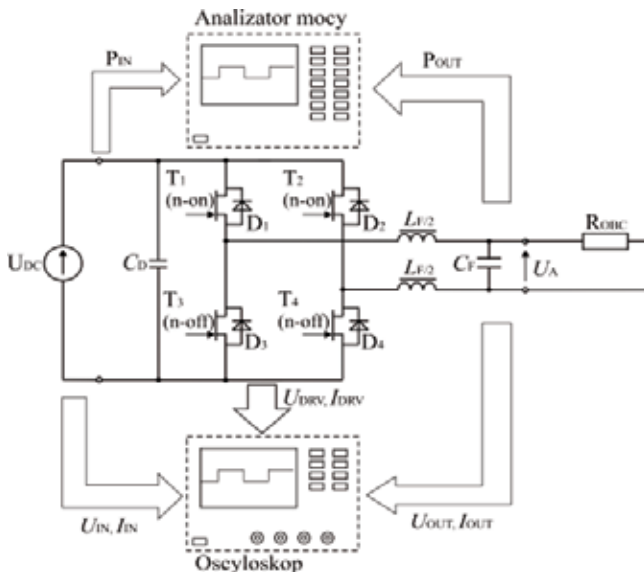 Analizator mocy
PIN
POUT
T1
(n-on)
D1
T2
(n-on)
D2
LF/2
ROBC
UDC
CD
LF/2
CF
UA
T3
(n-off)
D3
T4
(n-off)
D4
UDRV, IDRV
UIN, IIN
UOUT, IOUT
Oscyloskop